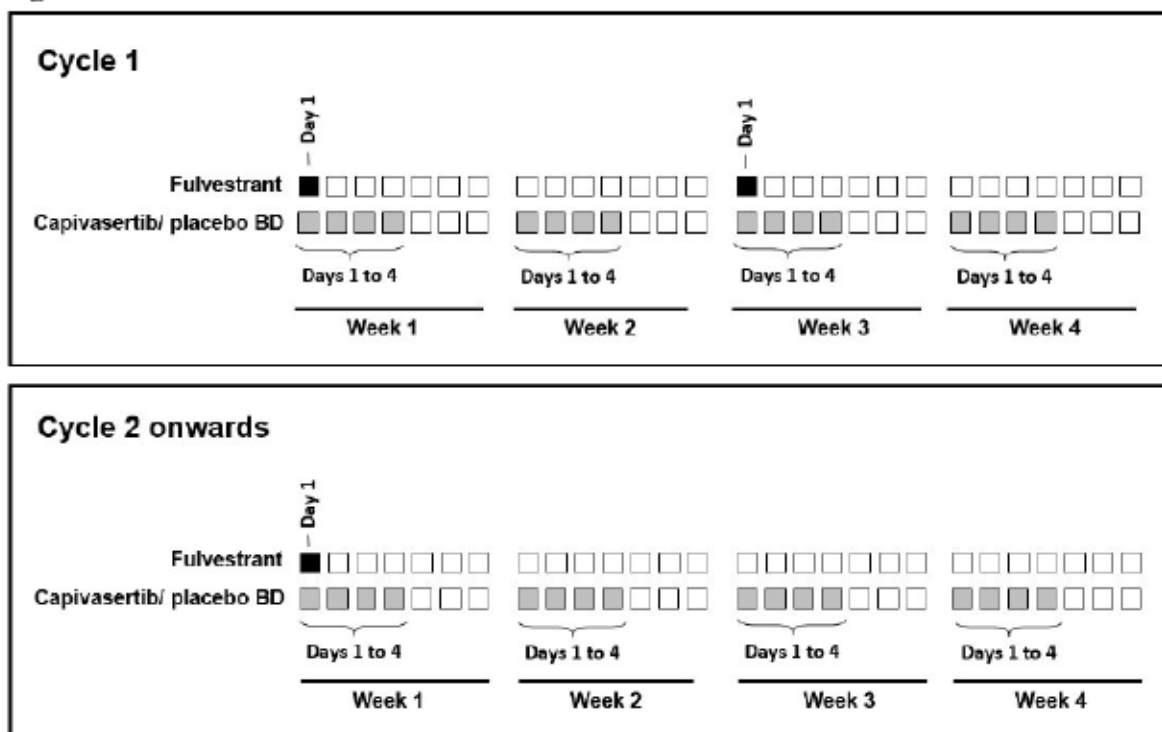 Cycle 1
Day 1
Day 1
Fulvestrant
Capivasertib/ placebo BD
Days 1 to 4
Days 1 to 4
Days 1 to 4
Days 1 to 4
Week 1
Week 2
Week 3
Week 4
Cycle 2 onwards
Day 1
Fulvestrant
Capivasertib/ placebo BD
Days 1 to 4
Days 1 to 4
Days 1 to 4
Days 1 to 4
Week 1
Week 2
Week 3
Week 4